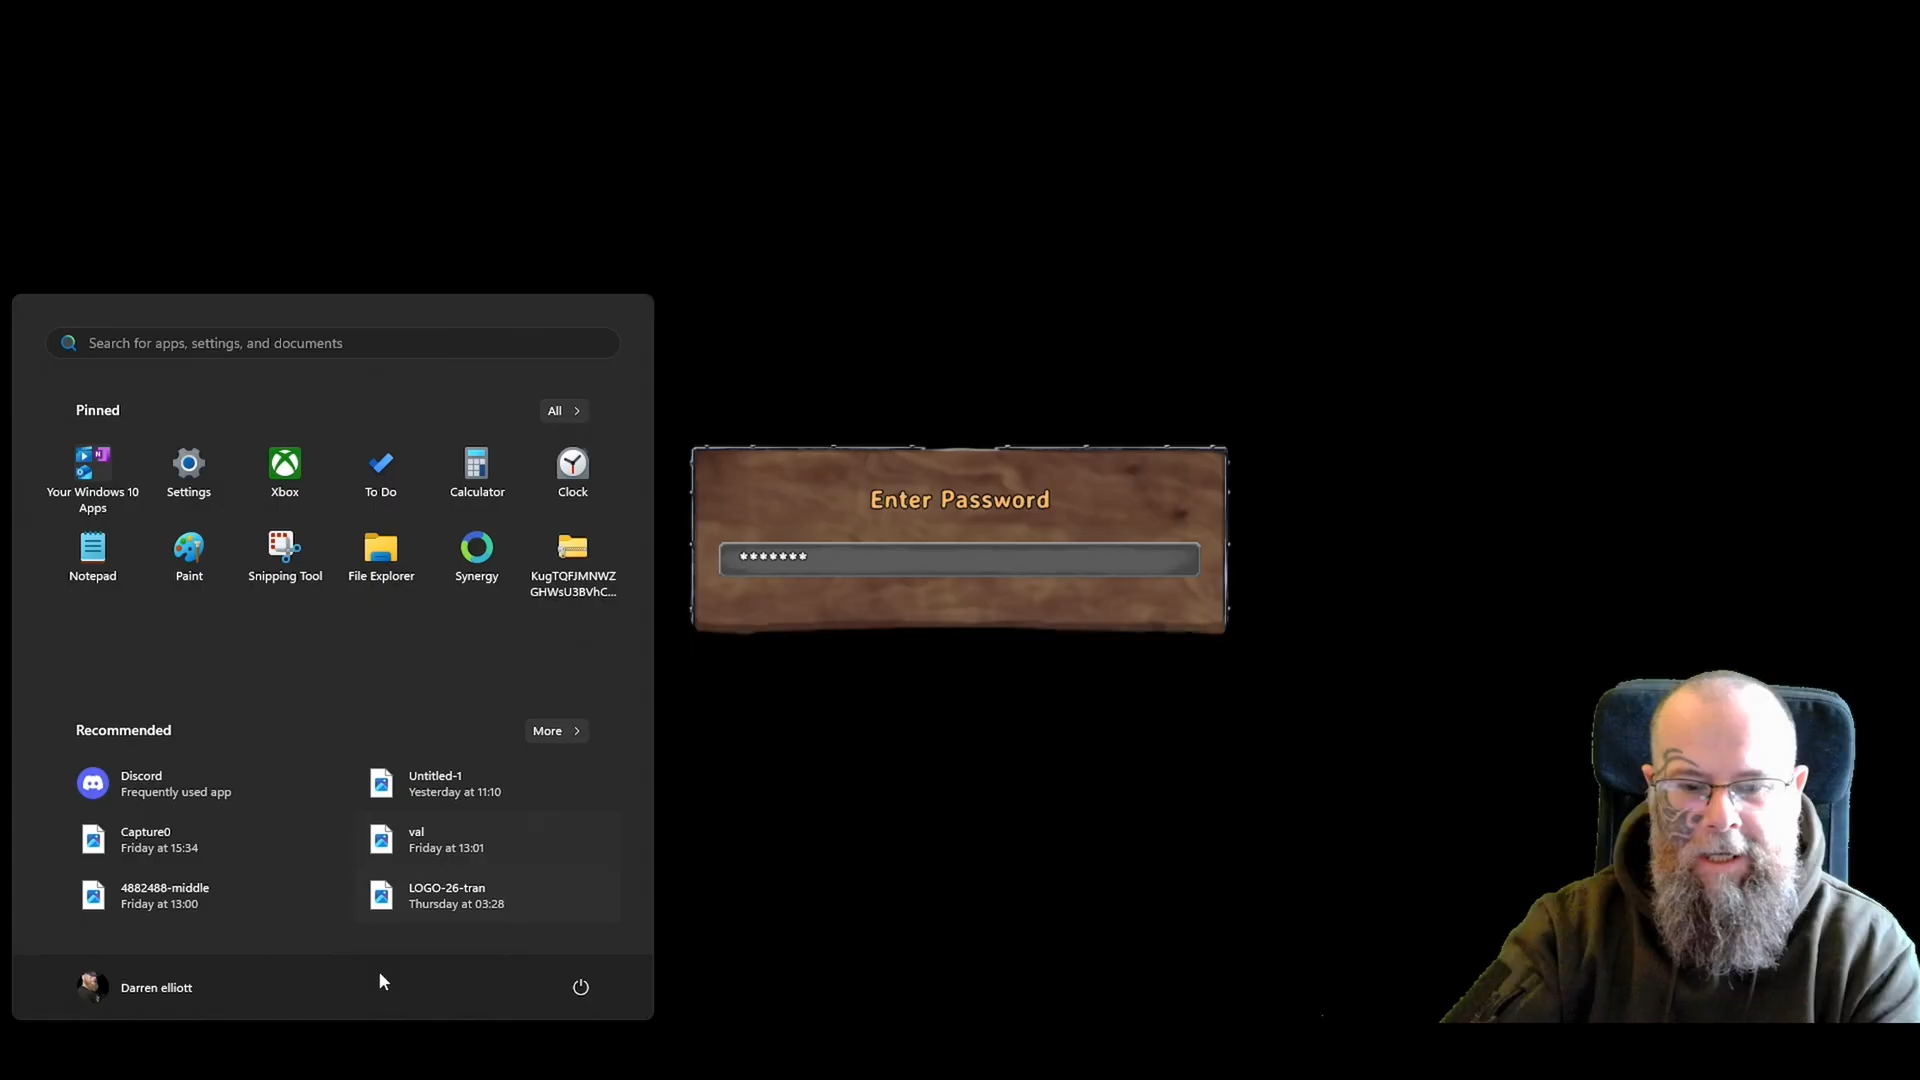 Search for apps, settings, and documents
Pinned
All
Your Windows 10
Apps
Settings
Xbox
To Do
Calculator
Clock
Notepad
Paint
Snipping Tool
File Explorer
Synergy
KugTQFJMNWZ
GHWsU3BVhC...
Recommended
More
Discord
Frequently used app
Untitled-1
Yesterday at 11:10
Capture0
Friday at 15:34
val
Friday at 13:01
4882488-middle
Friday at 13:00
LOGO-26-tran
Thursday at 03:28
Darren elliott
Enter Password
*******